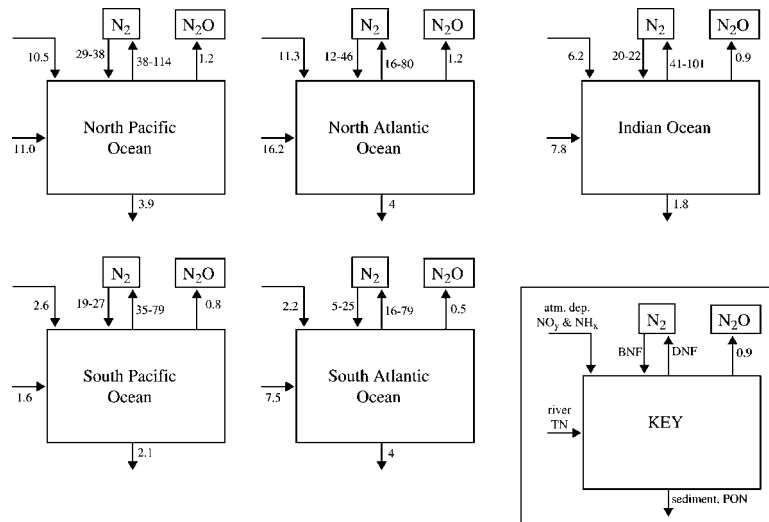 N2
N2O
10.5
29-38
38-114
1.2
North Pacific
Ocean
11.0
3.9
N2
N2O
11.3
12-46
16-80
1.2
North Atlantic
Ocean
16.2
4
N2
N2O
6.2
20-22
41-101
0.9
Indian Ocean
7.8
1.8
N2
N2O
2.6
19-27
35-79
0.8
South Pacific
Ocean
1.6
2.1
N2
N2O
2.2
5-25
16-79
0.5
South Atlantic
Ocean
7.5
4
atm. dep.
NOy & NHx
N2
N2O
BNF
DNF
0.9
river
TN
KEY
sediment, PON